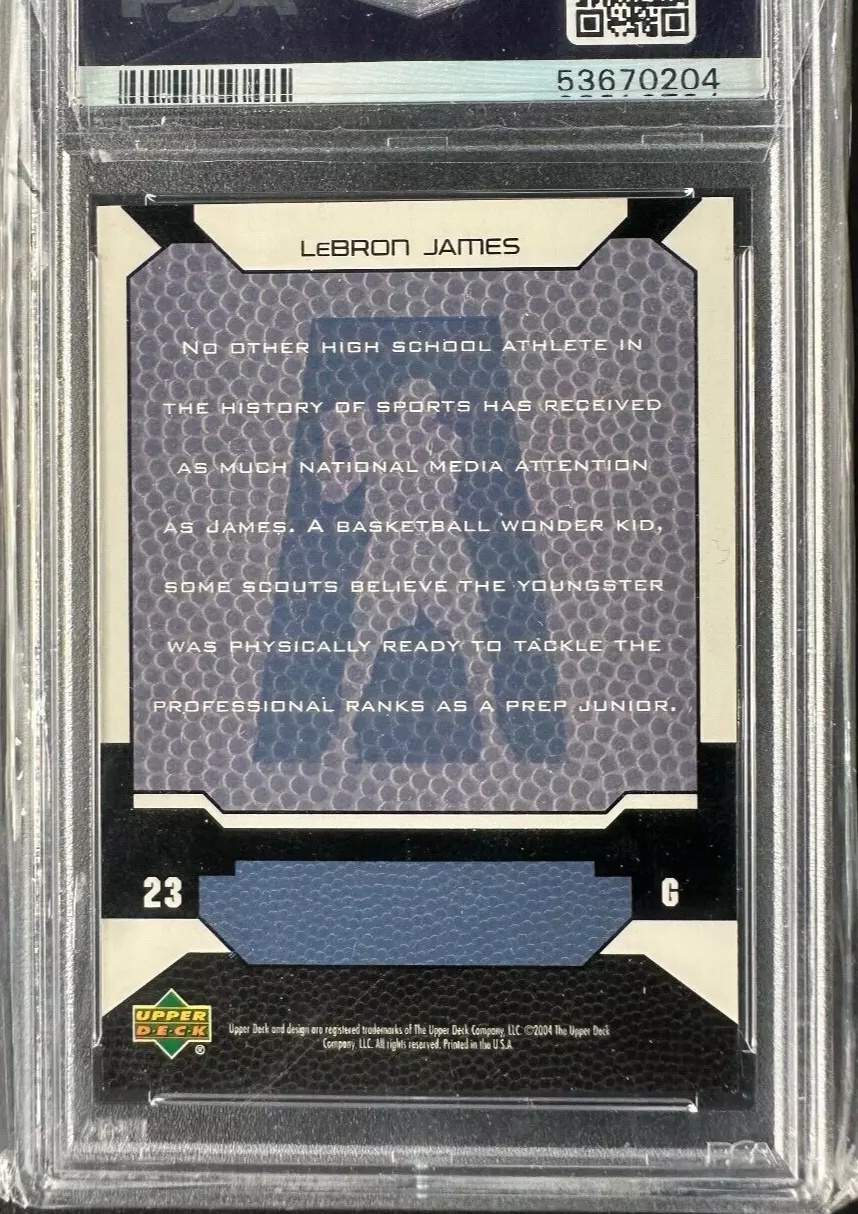 PSA
53670204
LEBRON JAMES
NO OTHER HIGH SCHOOL ATHLETE IN
THE HISTORY OF SPORTS HAS RECEIVED
AS MUCH NATIONAL MEDIA ATTENTION
AS JAMES. A BASKETBALL WONDER KID,
SOME SCOUTS BELIEVE THE YOUNGSTER
WAS PHYSICALLY READY TO TACKLE THE
PROFESSIONAL RANKS AS A PREP JUNIOR.
23
G
UPPER
DECK
®
Upper Deck and design are registered trademarks of The Upper Deck Company, LLC ©2004 The Upper Deck
Company, LLC. All rights reserved. Printed in the U.S.A.
PSA